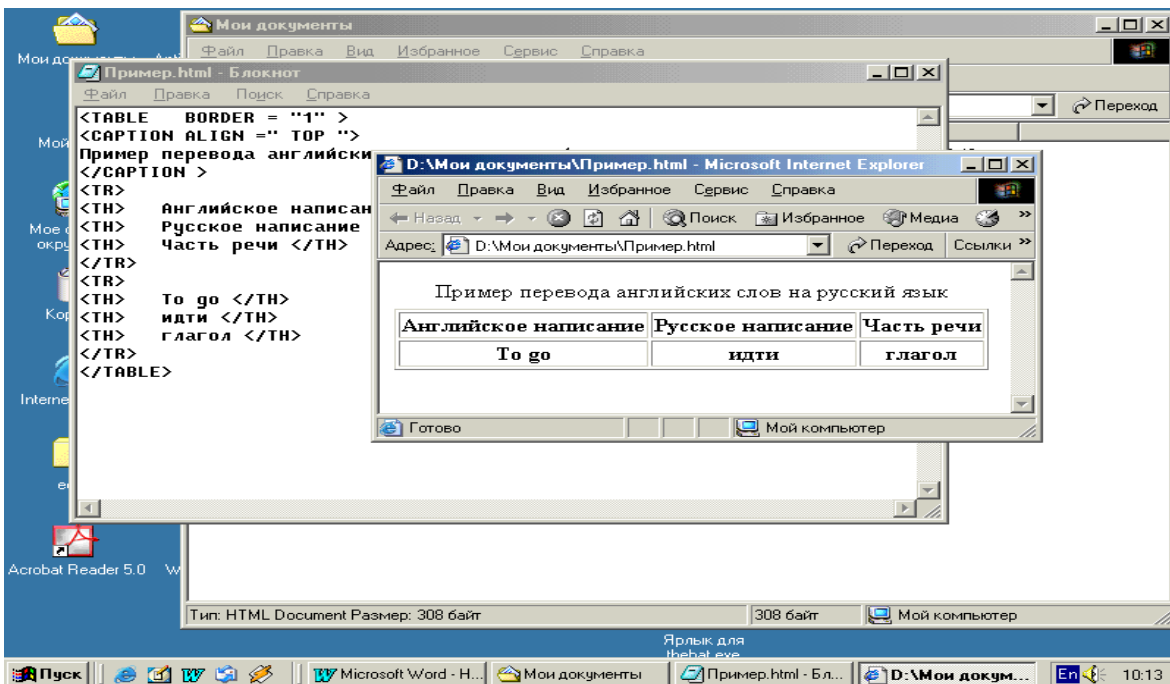 Мои документы
Файл Правка Вид Избранное Сервис Справка
Переход
Пример.html - Блокнот
Файл Правка Поиск Справка
<TABLE BORDER = "1" >
<CAPTION ALIGN =" TOP ">
Пример перевода английски
</CAPTION >
<TR>
<TH> Английское написан
<TH> Русское написание
<TH> Часть речи </TH>
</TR>
<TR>
<TH> To go </TH>
<TH> идти </TH>
<TH> глагол </TH>
</TR>
</TABLE>
D:\Мои документы\Пример.html - Microsoft Internet Explorer
Файл Правка Вид Избранное Сервис Справка
Назад Поиск Избранное Медиа »
Адрес: D:\Мои документы\Пример.html Переход Ссылки »
Пример перевода английских слов на русский язык
Английское написание Русское написание Часть речи
To go идти глагол
Готово Мой компьютер
Acrobat Reader 5.0 W
Тип: HTML Document Размер: 308 байт 308 байт Мой компьютер
Ярлык для
thebat.exe
Пуск Microsoft Word - Н... Мои документы Пример.html - Бл... D:\Мои докум... En 10:13